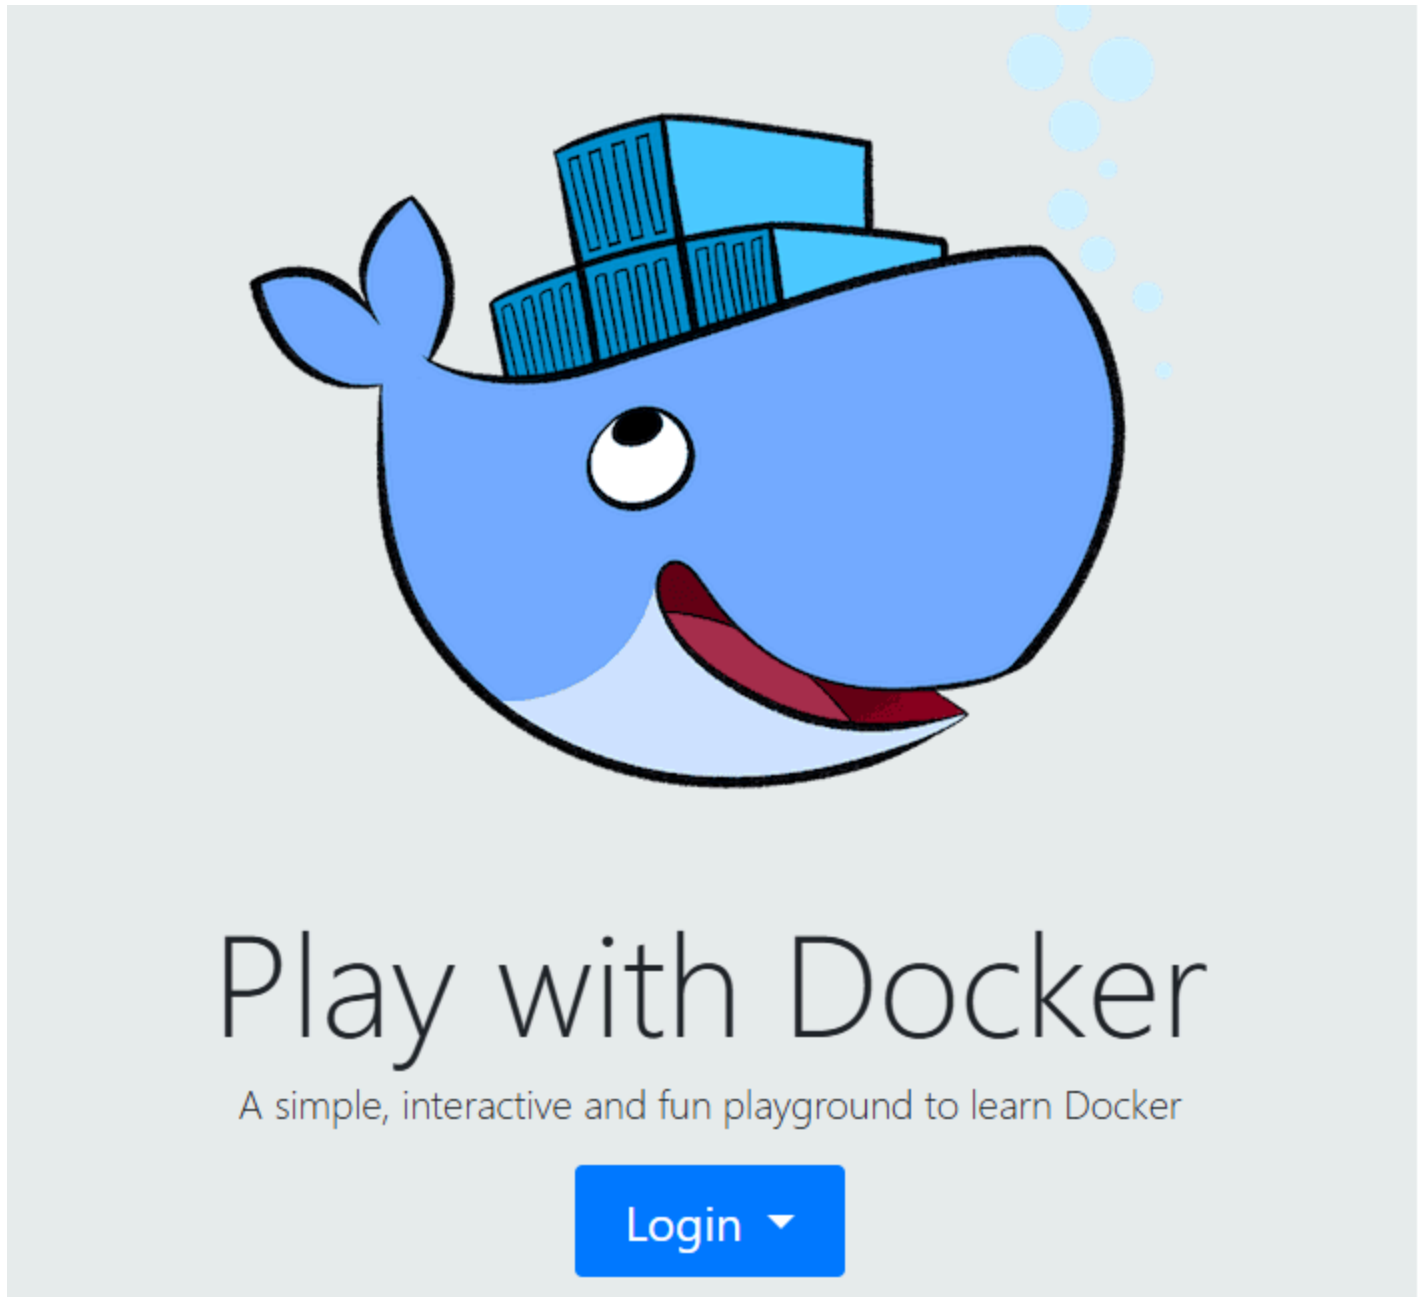 Play with Docker
A simple, interactive and fun playground to learn Docker
Login